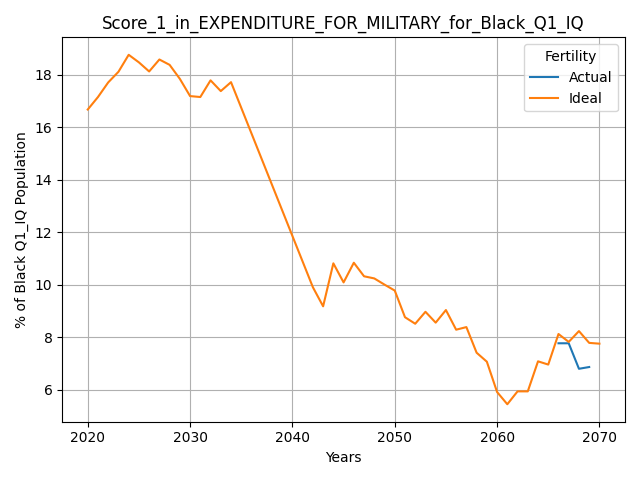 Score_1_in_EXPENDITURE_FOR_MILITARY_for_Black_Q1_IQ
Fertility
Actual
Ideal
% of Black Q1_IQ Population
18
16
14
12
10
8
6
2020 2030 2040 2050 2060 2070
Years